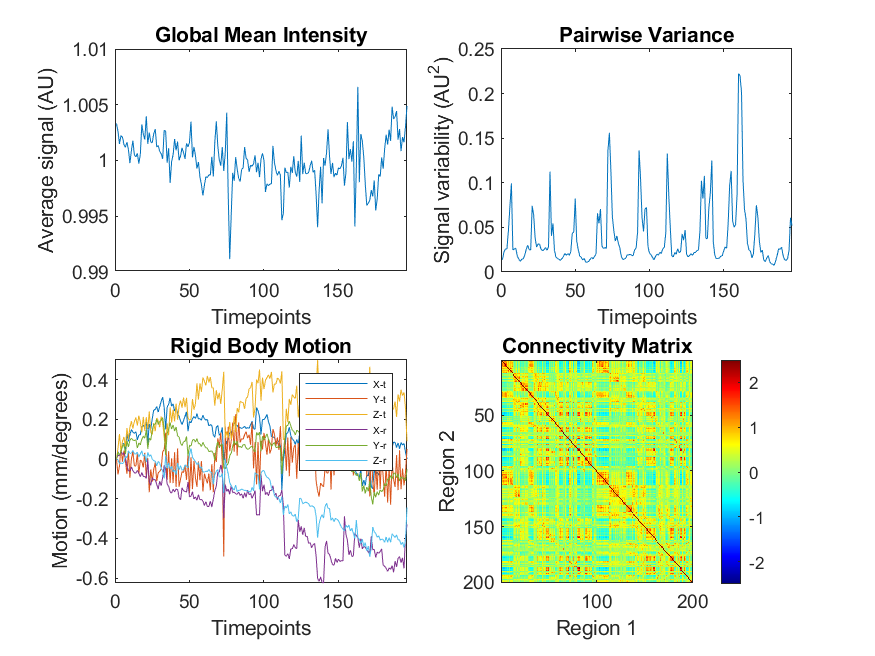 Global Mean Intensity
Average signal (AU)
1.01
1.005
1
0.995
0.99
0
50
100
150
Timepoints
Pairwise Variance
Signal variability (AU²)
0.25
0.2
0.15
0.1
0.05
0
0
50
100
150
Timepoints
Rigid Body Motion
Motion (mm/degrees)
0.4
0.2
0
-0.2
-0.4
-0.6
X-t
Y-t
Z-t
X-r
Y-r
Z-r
0
50
100
150
Timepoints
Connectivity Matrix
Region 2
50
100
150
200
100
200
Region 1
2
1
0
-1
-2